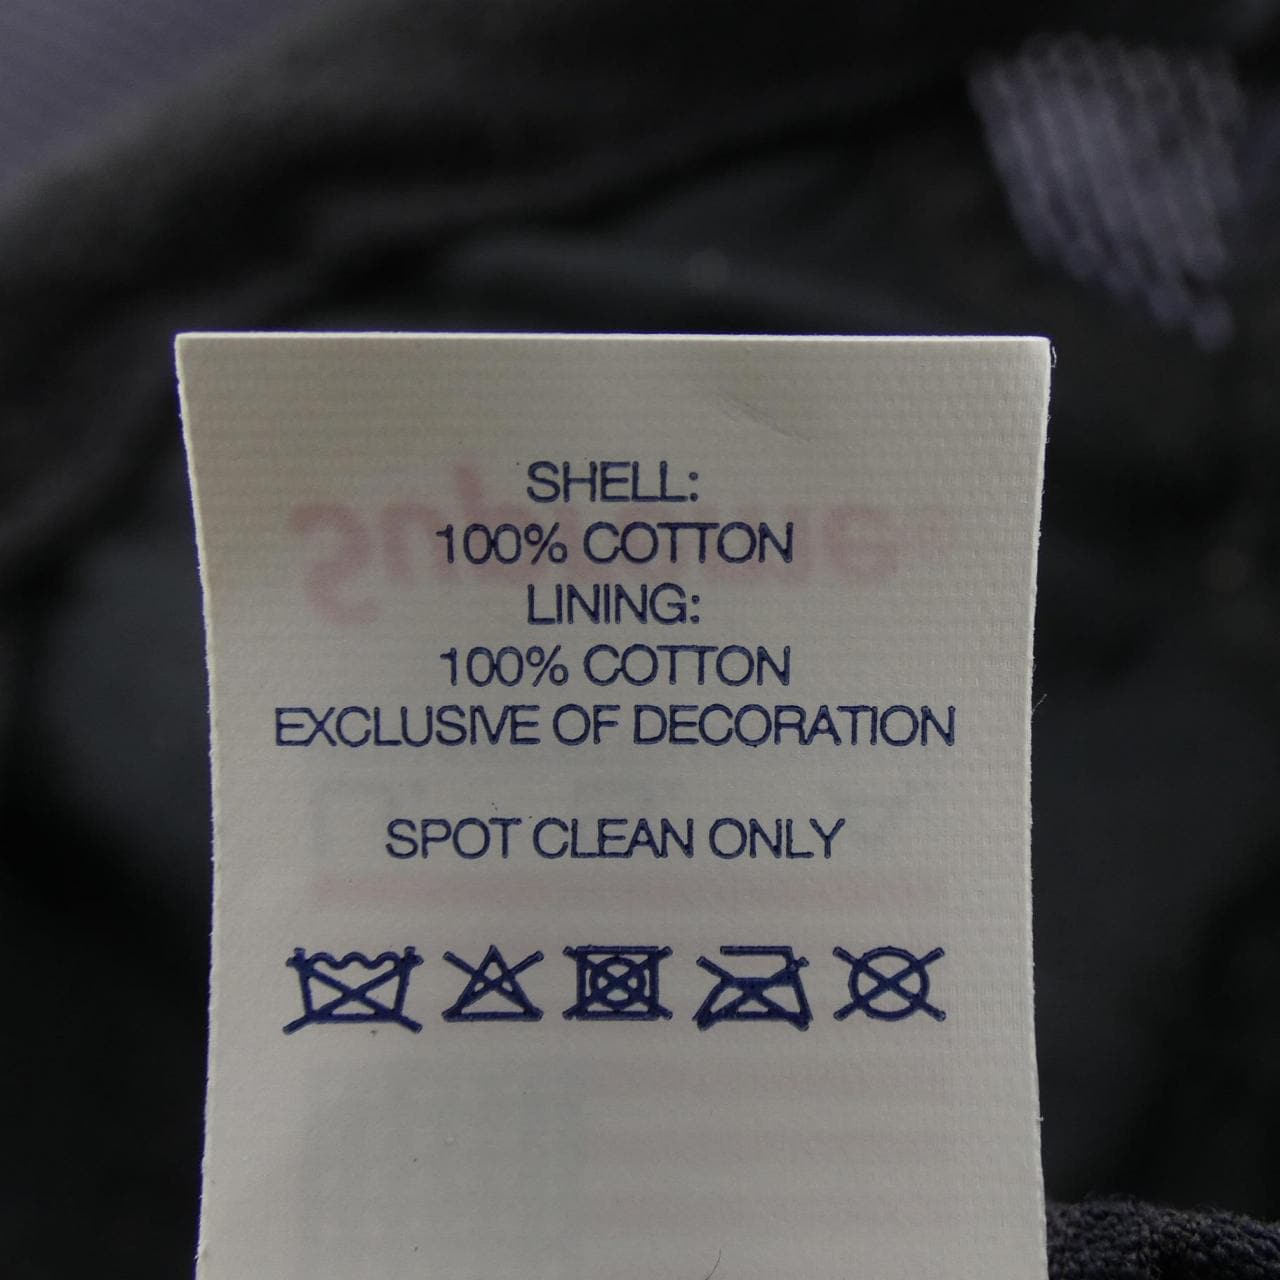 SHELL:
100% COTTON
LINING:
100% COTTON
EXCLUSIVE OF DECORATION
SPOT CLEAN ONLY